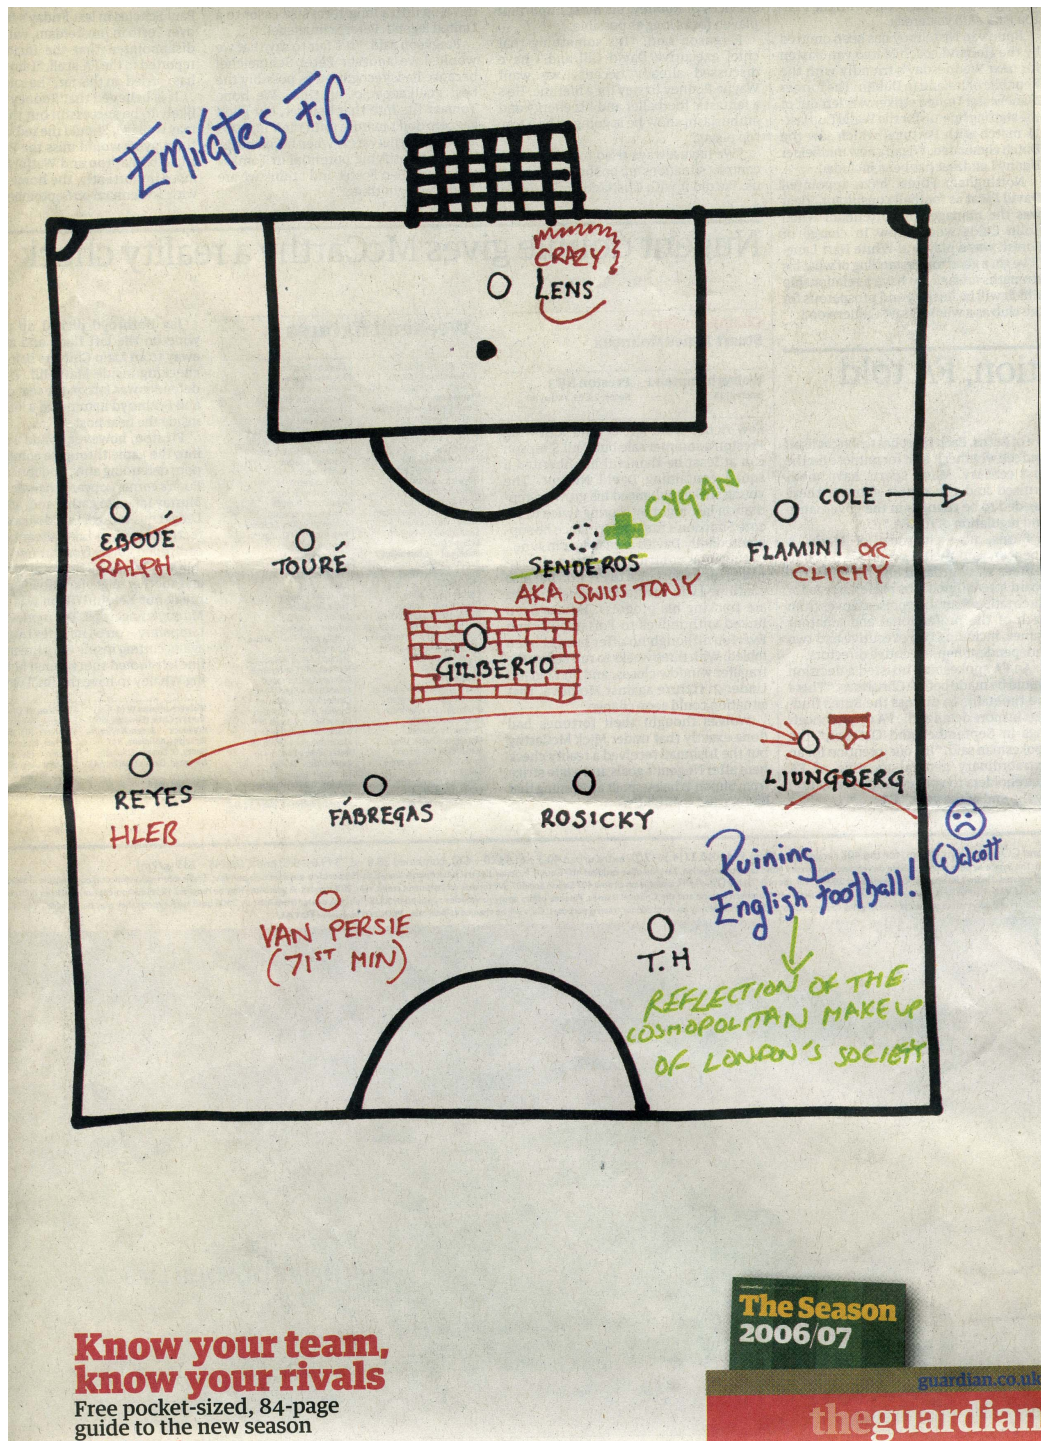 Emirates F.C
CRAZY
LENS
CYGAN
COLE
EBOUÉ
RALPH
TOURÉ
SENDEROS
AKA SWISS TONY
FLAMINI OR
CLICHY
GILBERTO
REYES
HLEB
FÁBREGAS
ROSICKY
LJUNGBERG
Walcott
Ruining
English football!
VAN PERSIE
(71ST MIN)
T.H
REFLECTION OF THE
COSMOPOLITAN MAKE UP
OF LONDON'S SOCIETY
Know your team,
know your rivals
Free pocket-sized, 84-page
guide to the new season
The Season
2006/07
guardian.co.uk
theguardian